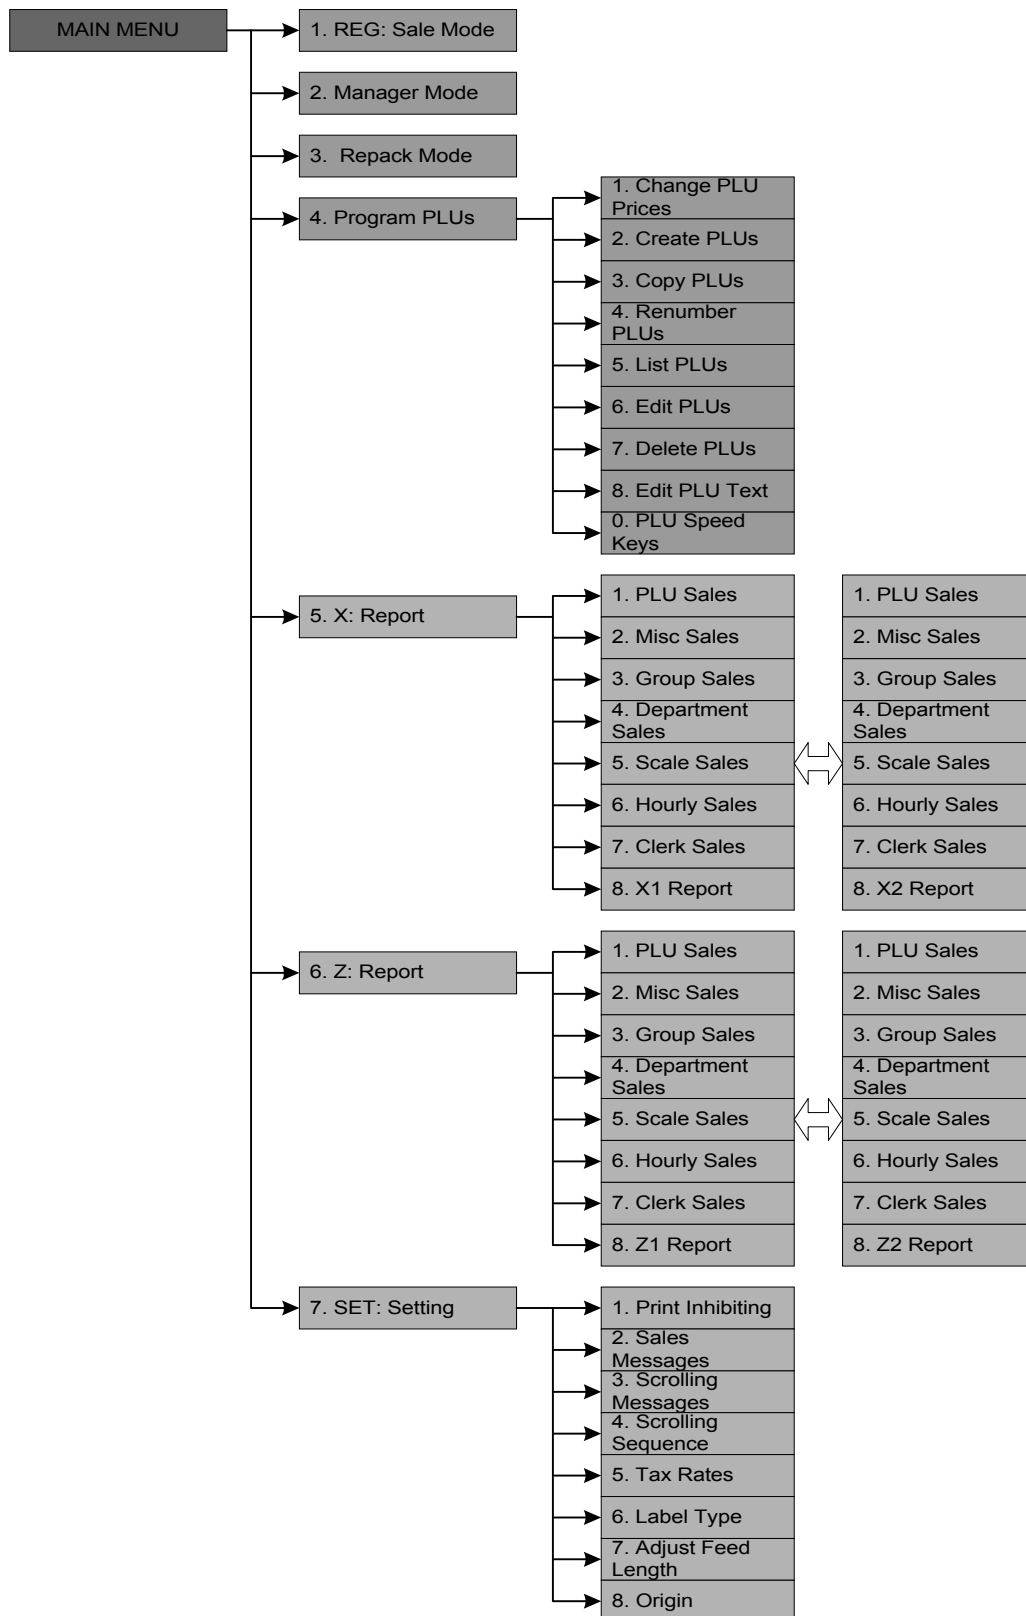 MAIN MENU
1. REG: Sale Mode
2. Manager Mode
3. Repack Mode
4. Program PLUs
1. Change PLU
Prices
2. Create PLUs
3. Copy PLUs
4. Renumber
PLUs
5. List PLUs
6. Edit PLUs
7. Delete PLUs
8. Edit PLU Text
0. PLU Speed
Keys
5. X: Report
1. PLU Sales
2. Misc Sales
3. Group Sales
4. Department
Sales
5. Scale Sales
6. Hourly Sales
7. Clerk Sales
8. X1 Report
1. PLU Sales
2. Misc Sales
3. Group Sales
4. Department
Sales
5. Scale Sales
6. Hourly Sales
7. Clerk Sales
8. X2 Report
6. Z: Report
1. PLU Sales
2. Misc Sales
3. Group Sales
4. Department
Sales
5. Scale Sales
6. Hourly Sales
7. Clerk Sales
8. Z1 Report
1. PLU Sales
2. Misc Sales
3. Group Sales
4. Department
Sales
5. Scale Sales
6. Hourly Sales
7. Clerk Sales
8. Z2 Report
7. SET: Setting
1. Print Inhibiting
2. Sales
Messages
3. Scrolling
Messages
4. Scrolling
Sequence
5. Tax Rates
6. Label Type
7. Adjust Feed
Length
8. Origin